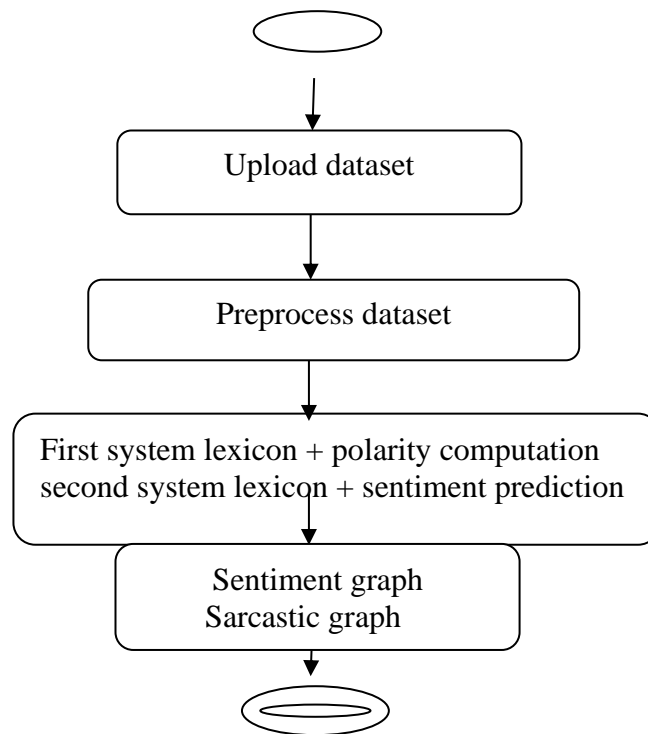 Upload dataset
Preprocess dataset
First system lexicon + polarity computation
second system lexicon + sentiment prediction
Sentiment graph
Sarcastic graph